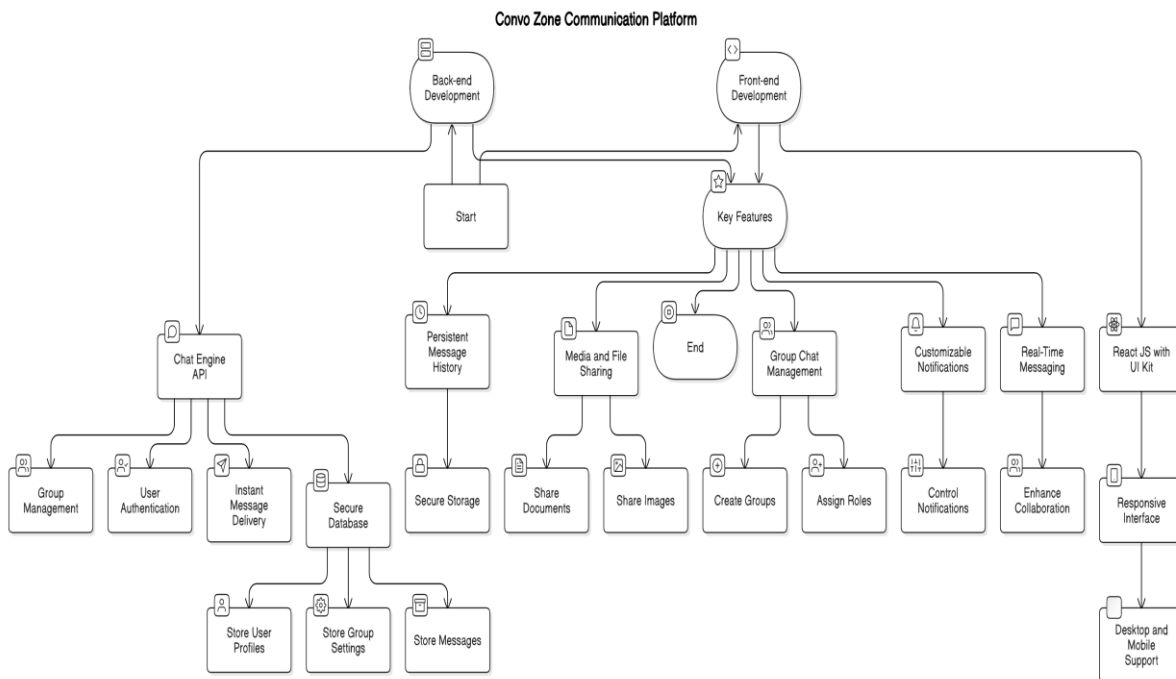 Convo Zone Communication Platform
Back-end
Development
Front-end
Development
Start
Key Features
Chat Engine
API
Persistent
Message
History
Media and File
Sharing
End
Group Chat
Management
Customizable
Notifications
Real-Time
Messaging
React JS with
UI Kit
Group
Management
User
Authentication
Instant
Message
Delivery
Secure
Database
Secure Storage
Share
Documents
Share Images
Create Groups
Assign Roles
Control
Notifications
Enhance
Collaboration
Responsive
Interface
Store User
Profiles
Store Group
Settings
Store Messages
Desktop and
Mobile
Support